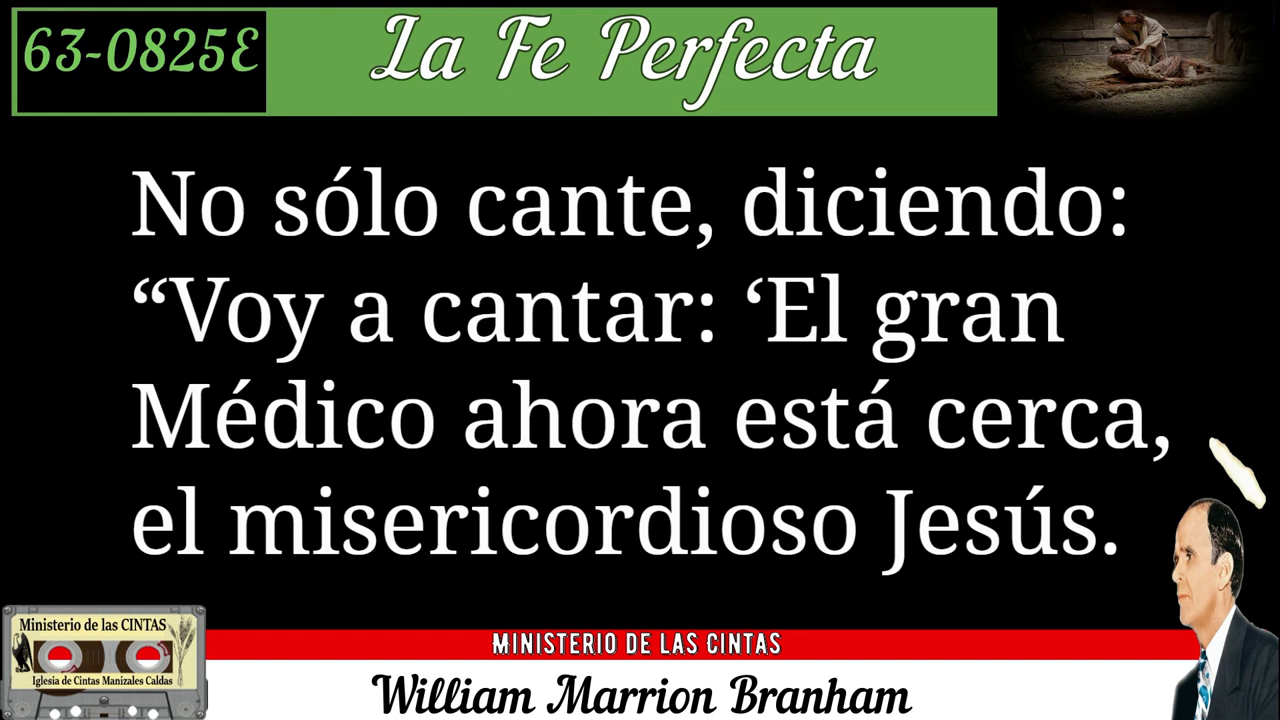 63-0825E
La Fe Perfecta
No sólo cante, diciendo:
“Voy a cantar: ‘El gran
Médico ahora está cerca,
el misericordioso Jesús.
Ministerio de las CINTAS
Iglesia de Cintas Manizales Caldas
MINISTERIO DE LAS CINTAS
William Marrion Branham